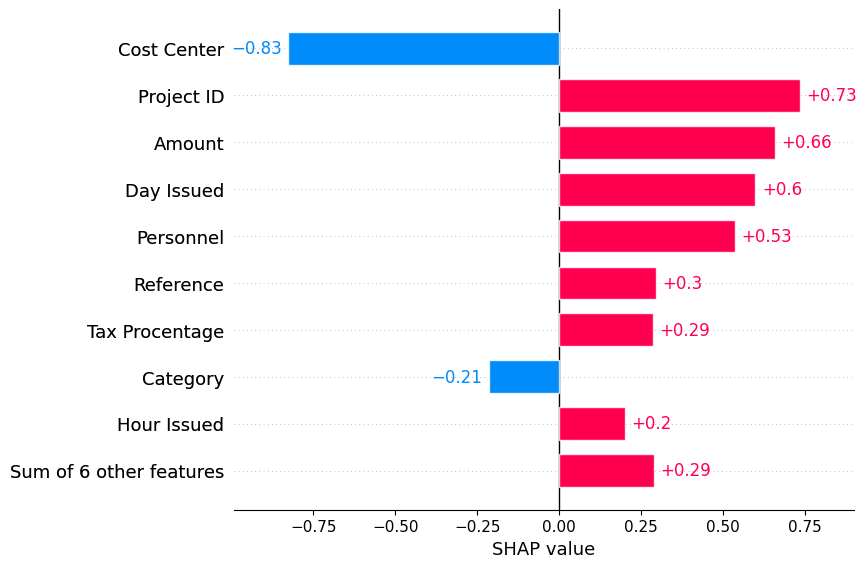 Cost Center −0.83
Project ID +0.73
Amount +0.66
Day Issued +0.6
Personnel +0.53
Reference +0.3
Tax Procentage +0.29
Category −0.21
Hour Issued +0.2
Sum of 6 other features +0.29
−0.75 −0.50 −0.25 0.00 0.25 0.50 0.75
SHAP value